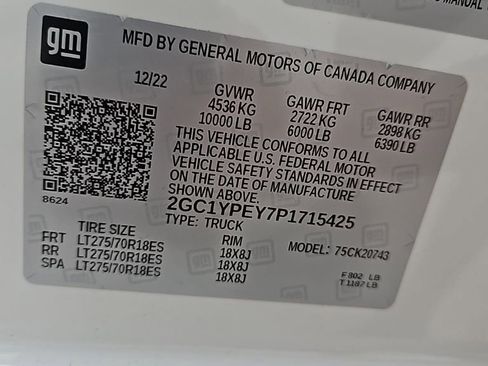 MANUAL
gm
MFD BY GENERAL MOTORS OF CANADA COMPANY
12/22
GVWR GAWR FRT GAWR RR
4536 KG 2722 KG 2898 KG
10000 LB 6000 LB 6390 LB
THIS VEHICLE CONFORMS TO ALL
APPLICABLE U.S. FEDERAL MOTOR
VEHICLE SAFETY STANDARDS IN EFFECT
ON THE DATE OF MANUFACTURE
SHOWN ABOVE.
8624
2GC1YPEY7P1715425
TYPE: TRUCK
MODEL: 75CK20743
TIRE SIZE RIM
FRT LT275/70R18ES 18X8J
RR LT275/70R18ES 18X8J
SPA LT275/70R18ES 18X8J
F 802 LB
T 1187 LB